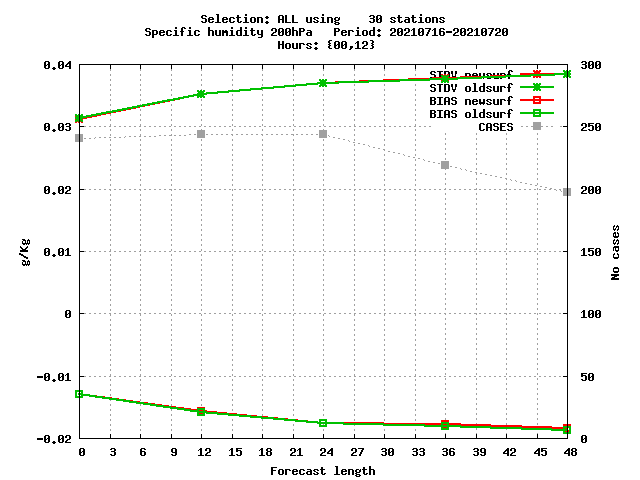 Selection: ALL using    30 stations
Specific humidity 200hPa   Period: 20210716-20210720
Hours: {00,12}
0.04
0.03
0.02
0.01
0
-0.01
-0.02
g/Kg
STDV newsurf
STDV oldsurf
BIAS newsurf
BIAS oldsurf
CASES
300
250
200
150
100
50
0
No cases
0 3 6 9 12 15 18 21 24 27 30 33 36 39 42 45 48
Forecast length